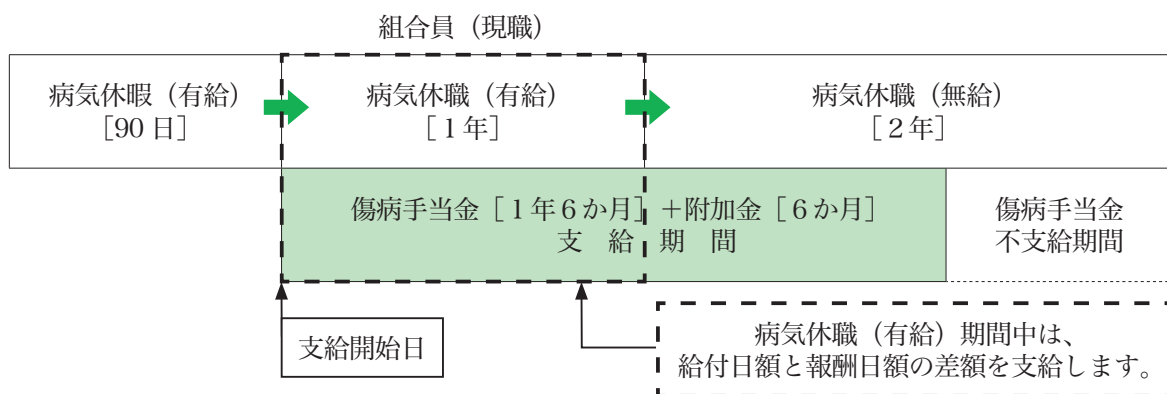 組合員（現職）
病気休暇（有給）
［90 日］
病気休職（有給）
［１年］
病気休職（無給）
［２年］
傷病手当金［１年６か月］＋附加金［６か月］
支　給　期　間
傷病手当金
不支給期間
支給開始日
病気休職（有給）期間中は、
給付日額と報酬日額の差額を支給します。